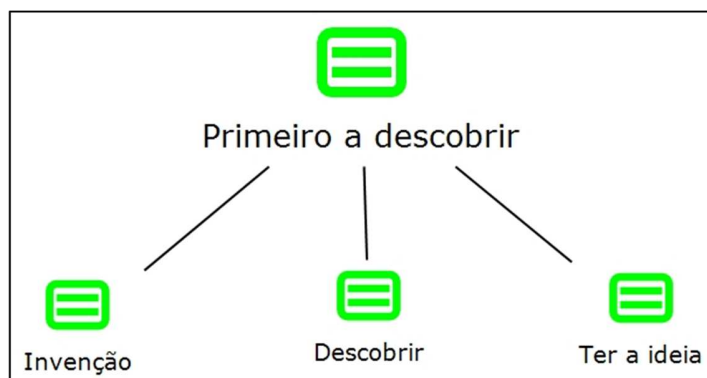 Primeiro a descobrir
Invenção
Descobrir
Ter a ideia